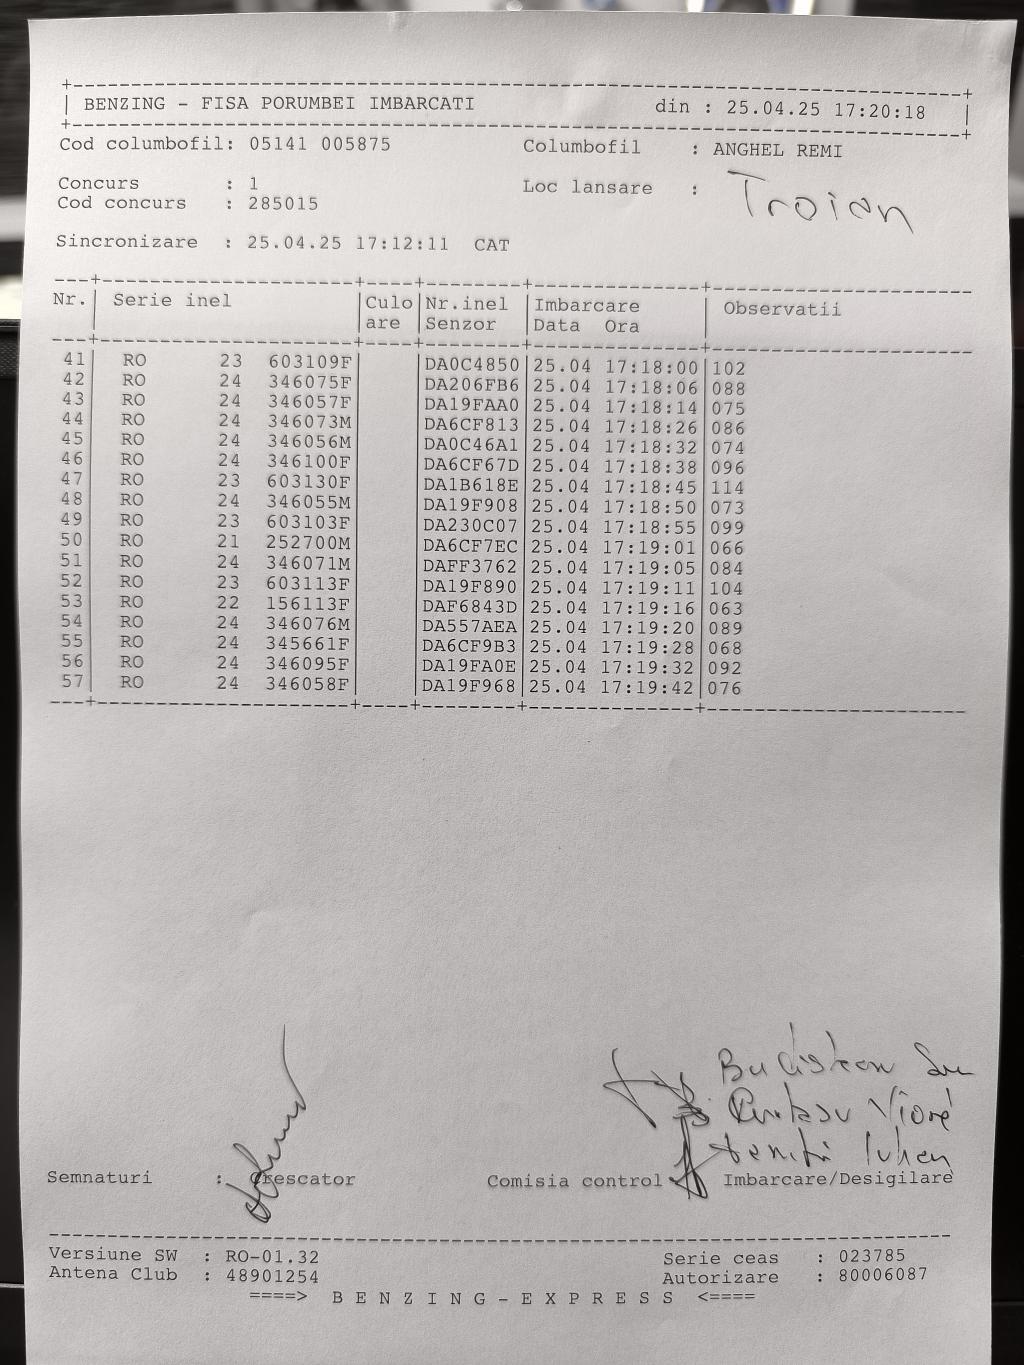 BENZING - FISA PORUMBEI IMBARCATI din : 25.04.25 17:20:18
Cod columbofil: 05141 005875 Columbofil : ANGHEL REMI
Concurs : 1 Loc lansare : Troian
Cod concurs : 285015
Sincronizare : 25.04.25 17:12:11 CAT
Nr. Serie inel Culo Nr.inel Imbarcare Observatii
are Senzor Data Ora
41 RO 23 603109F DA0C4850 25.04 17:18:00 102
42 RO 24 346075F DA206FB6 25.04 17:18:06 088
43 RO 24 346057F DA19FAA0 25.04 17:18:14 075
44 RO 24 346073M DA6CF813 25.04 17:18:26 086
45 RO 24 346056M DA0C46A1 25.04 17:18:32 074
46 RO 24 346100F DA6CF67D 25.04 17:18:38 096
47 RO 23 603130F DA1B618E 25.04 17:18:45 114
48 RO 24 346055M DA19F908 25.04 17:18:50 073
49 RO 23 603103F DA230C07 25.04 17:18:55 099
50 RO 21 252700M DA6CF7EC 25.04 17:19:01 066
51 RO 24 346071M DAFF3762 25.04 17:19:05 084
52 RO 23 603113F DA19F890 25.04 17:19:11 104
53 RO 22 156113F DAF6843D 25.04 17:19:16 063
54 RO 24 346076M DA557AEA 25.04 17:19:20 089
55 RO 24 345661F DA6CF9B3 25.04 17:19:28 068
56 RO 24 346095F DA19FA0E 25.04 17:19:32 092
57 RO 24 346058F DA19F968 25.04 17:19:42 076
Semnaturi : Crescator Comisia control Imbarcare/Desigilare
Versiune SW : RO-01.32 Serie ceas : 023785
Antena Club : 48901254 Autorizare : 80006087
====> B E N Z I N G - E X P R E S S <====